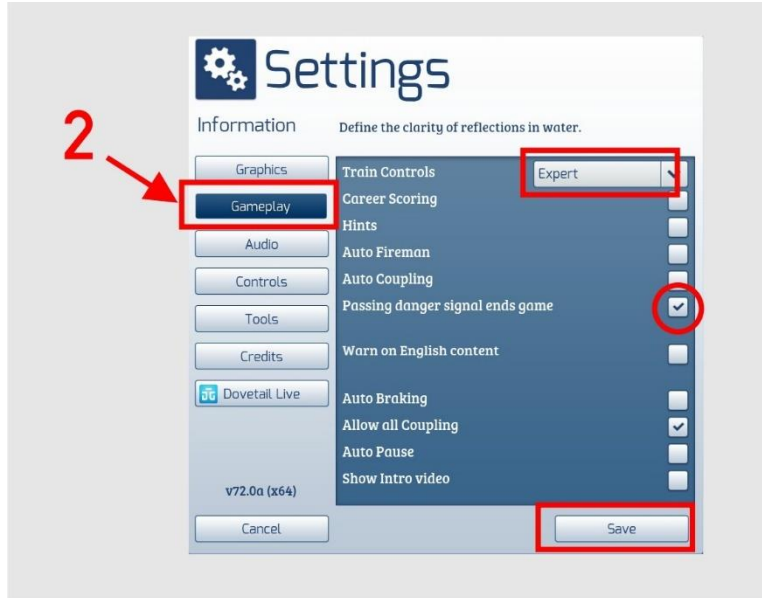 Settings
2
Information
Define the clarity of reflections in water.
Graphics
Gameplay
Audio
Controls
Tools
Credits
Dovetail Live
v72.0a (x64)
Cancel
Train Controls
Expert
Career Scoring
Hints
Auto Fireman
Auto Coupling
Passing danger signal ends game
Warn on English content
Auto Braking
Allow all Coupling
Auto Pause
Show Intro video
Save